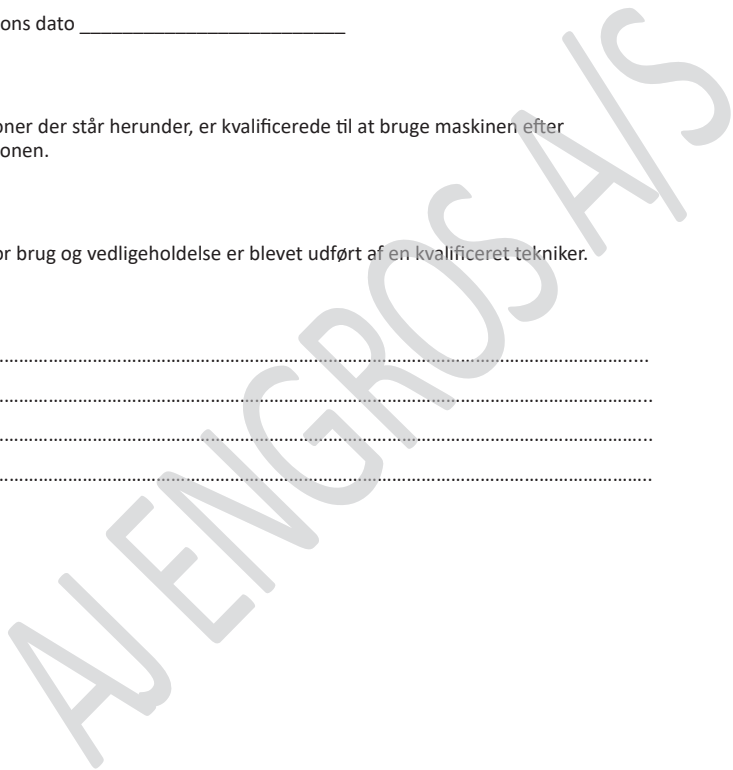 ons dato _________________________
oner der står herunder, er kvalificerede til at bruge maskinen efter
onen.
or brug og vedligeholdelse er blevet udført af en kvalificeret tekniker.
................................................................................................................
................................................................................................................
................................................................................................................
................................................................................................................
AJ ENGROS A/S